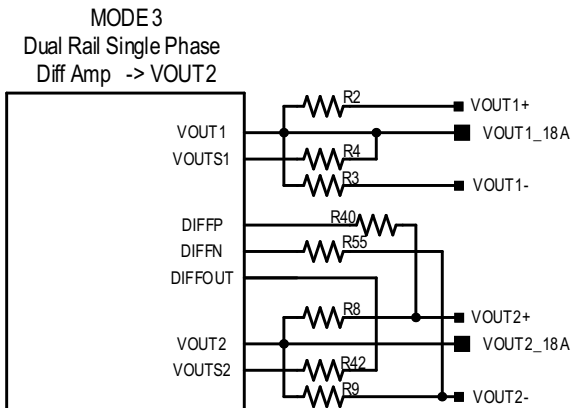 MODE 3
Dual Rail Single Phase
Diff Amp -> VOUT2
R2
VOUT1+
VOUT1
VOUT1_18A
VOUTS1
R4
R3
VOUT1-
DIFFP
R40
DIFFN
R55
DIFFOUT
R8
VOUT2+
VOUT2
VOUT2_18A
VOUTS2
R42
R9
VOUT2-